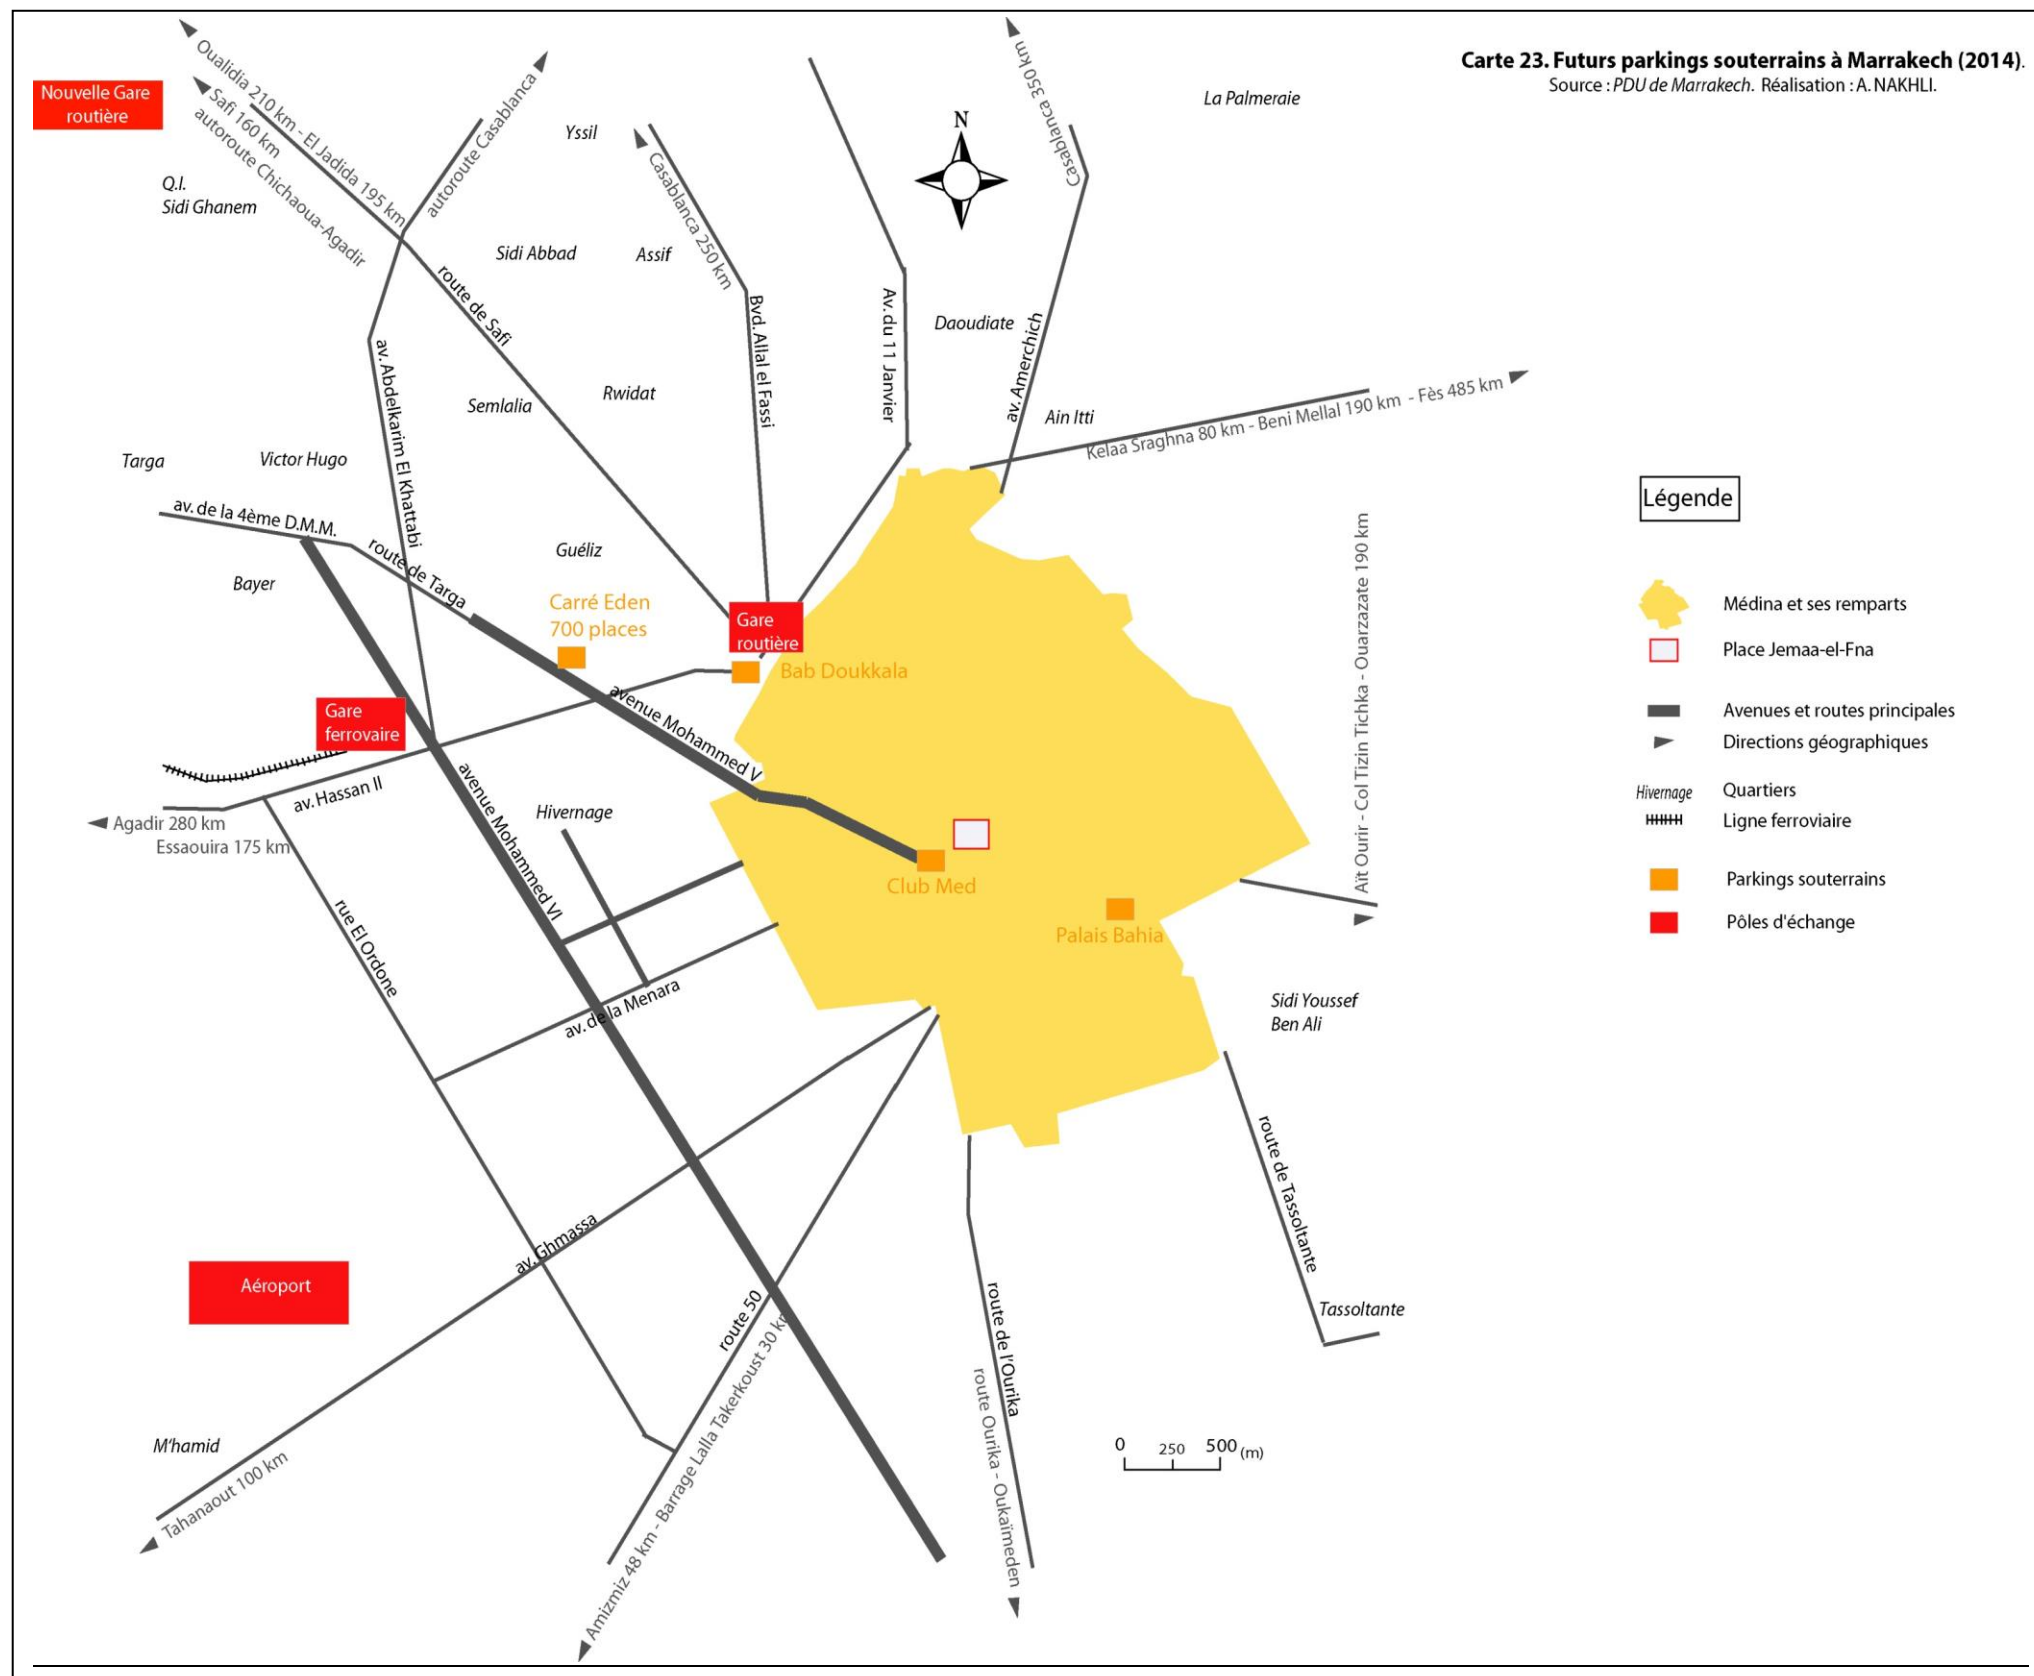 Carte 23. Futurs parkings souterrains à Marrakech (2014).
Source : PDU de Marrakech. Réalisation : A. NAKHLI.
Nouvelle Gare
routière
Oualidia 210 km - El Jadida 195 km
Safi 160 km
autoroute Chichaoua-Agadir
autoroute Casablanca
Yssil
Casablanca 250 km
N
Casablanca 350 km
La Palmeraie
Q.I.
Sidi Ghanem
Sidi Abbad
Assif
route de Safi
Bvd. Allal el Fassi
Av. du 11 Janvier
Daoudiate
av. Amerchich
av. Abdelkarim El Khattabi
Semlalia
Rwidat
Ain Itti
Kelaa Sraghna 80 km - Beni Mellal 190 km - Fès 485 km
Targa
Victor Hugo
av. de la 4ème D.M.M.
route de Targa
Guéliz
Bayer
Carré Eden
700 places
Gare
routière
Bab Doukkala
Gare
ferrovaire
avenue Mohammed V
av. Hassan II
avenue Mohammed VI
Hivernage
Agadir 280 km
Essaouira 175 km
Club Med
Palais Bahia
Aït Ourir - Col Tizin Tichka - Ouarzazate 190 km
rue El Ordone
av. de la Menara
Sidi Youssef
Ben Ali
route de Tassoltante
Tassoltante
av. Ghmassa
Aéroport
route 50
Amizmiz 48 km - Barrage Lalla Takerkoust 30 km
route de l'Ourika
route Ourika - Oukaïmeden
M'hamid
Tahanaout 100 km
0 250 500 (m)
Légende
Médina et ses remparts
Place Jemaa-el-Fna
Avenues et routes principales
Directions géographiques
Hivernage Quartiers
Ligne ferroviaire
Parkings souterrains
Pôles d'échange